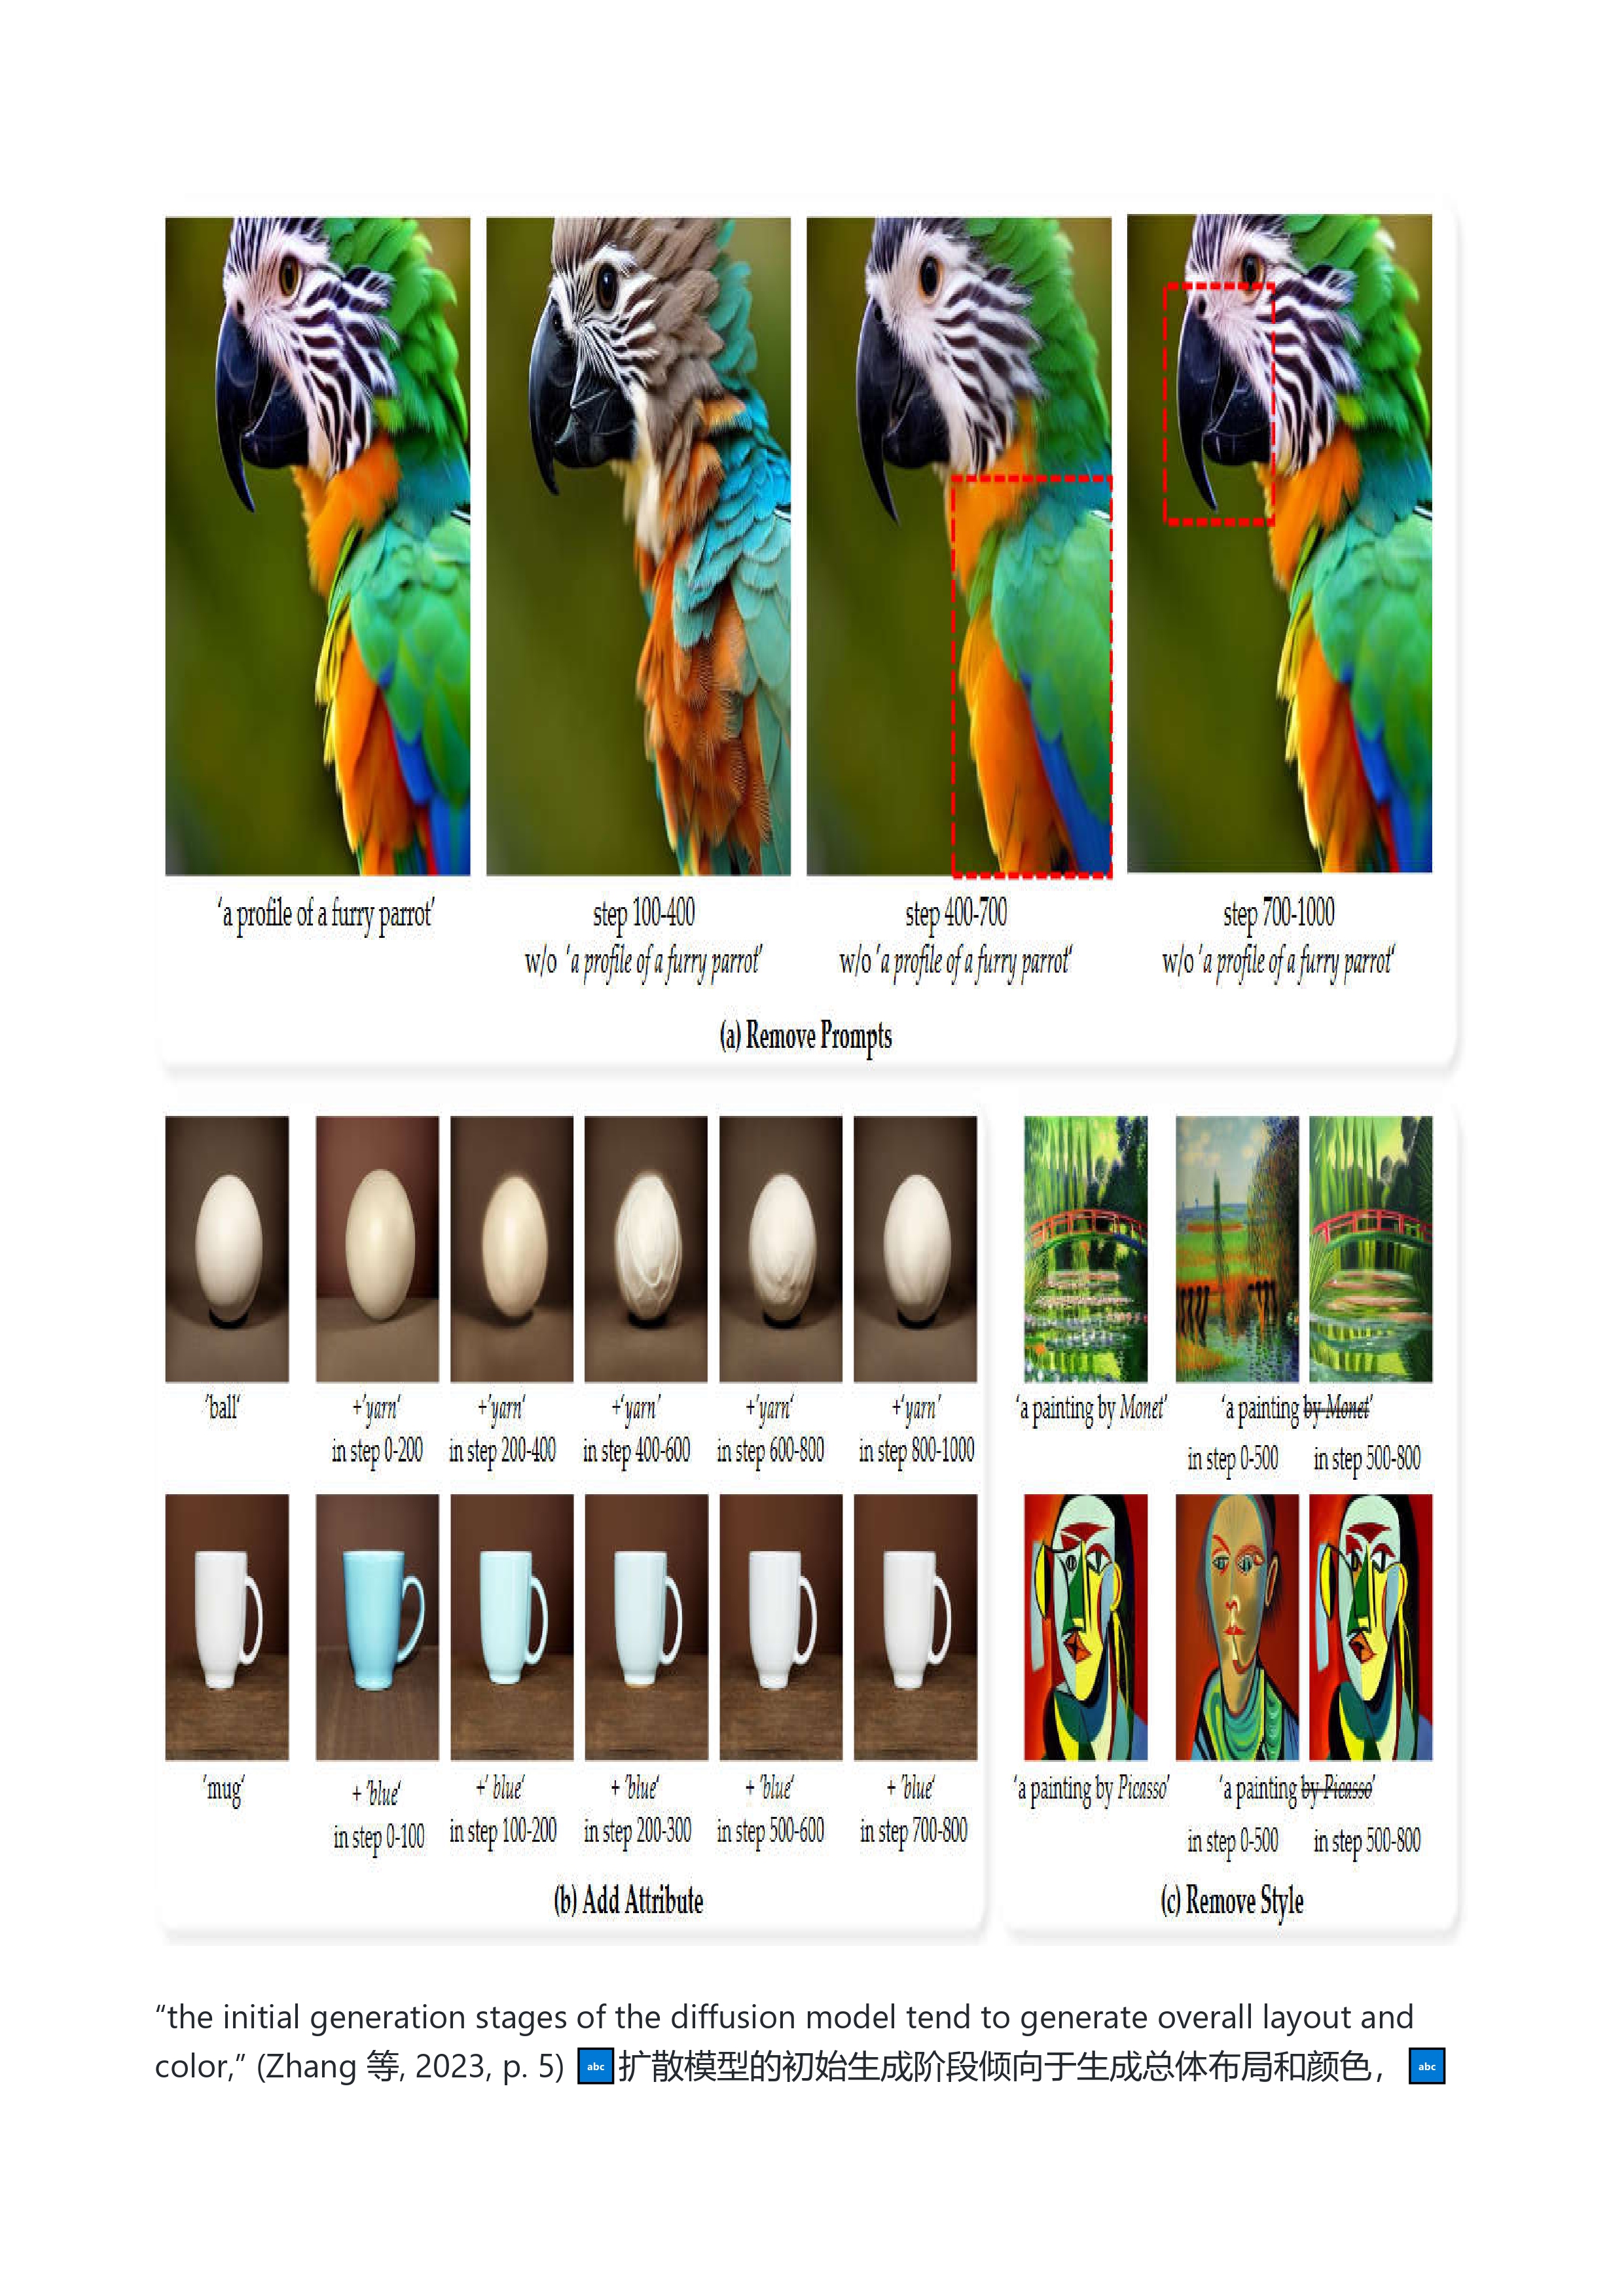 ‘a profile of a furry parrot’
step 100-400
w/o ‘a profile of a furry parrot’
step 400-700
w/o ‘a profile of a furry parrot‘
step 700-1000
w/o ‘a profile of a furry parrot‘
(a) Remove Prompts
‘ball‘
+‘yarn‘
in step 0-200
+‘yarn‘
in step 200-400
+‘yarn’
in step 400-600
+‘yarn‘
in step 600-800
+‘yarn’
in step 800-1000
‘mug‘
+ ‘blue‘
in step 0-100
+‘ blue‘
in step 100-200
+ ‘blue‘
in step 200-300
+ ‘blue‘
in step 500-600
+ ‘blue‘
in step 700-800
(b) Add Attribute
‘a painting by Monet’
‘a painting by Monet’
in step 0-500
in step 500-800
‘a painting by Picasso’
‘a painting by Picasso’
in step 0-500
in step 500-800
(c) Remove Style
“the initial generation stages of the diffusion model tend to generate overall layout and
color,” (Zhang 等, 2023, p. 5) abc 扩散模型的初始生成阶段倾向于生成总体布局和颜色， abc